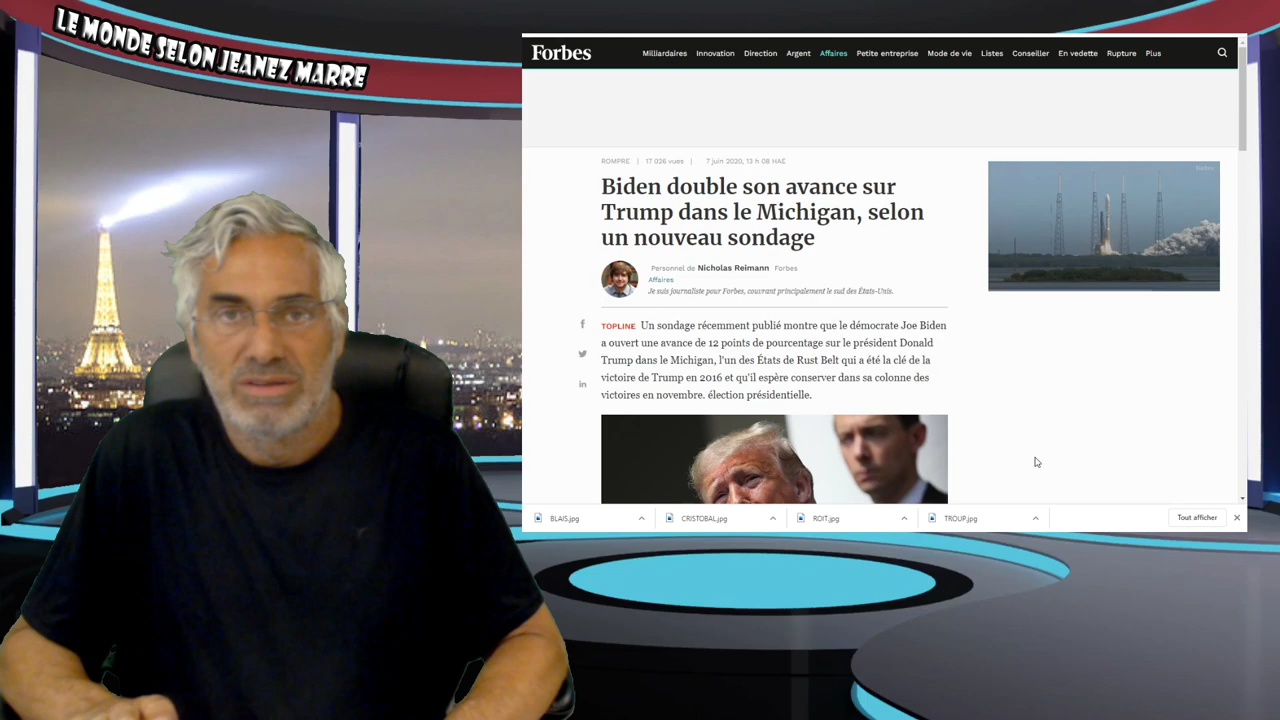 LE MONDE SELON JEANEZ MARRE
Forbes
Milliardaires Innovation Direction Argent Affaires Petite entreprise Mode de vie Listes Conseiller En vedette Rupture Plus
ROMPRE | 17 026 vues | 7 juin 2020, 13 h 08 HAE
Biden double son avance sur
Trump dans le Michigan, selon
un nouveau sondage
Personnel de Nicholas Reimann Forbes
Affaires
Je suis journaliste pour Forbes, couvrant principalement le sud des États-Unis.
TOPLINE Un sondage récemment publié montre que le démocrate Joe Biden
a ouvert une avance de 12 points de pourcentage sur le président Donald
Trump dans le Michigan, l'un des États de Rust Belt qui a été la clé de la
victoire de Trump en 2016 et qu'il espère conserver dans sa colonne des
victoires en novembre. élection présidentielle.
Forbes
BLAIS.jpg CRISTOBAL.jpg ROIT.jpg TROUP.jpg Tout afficher